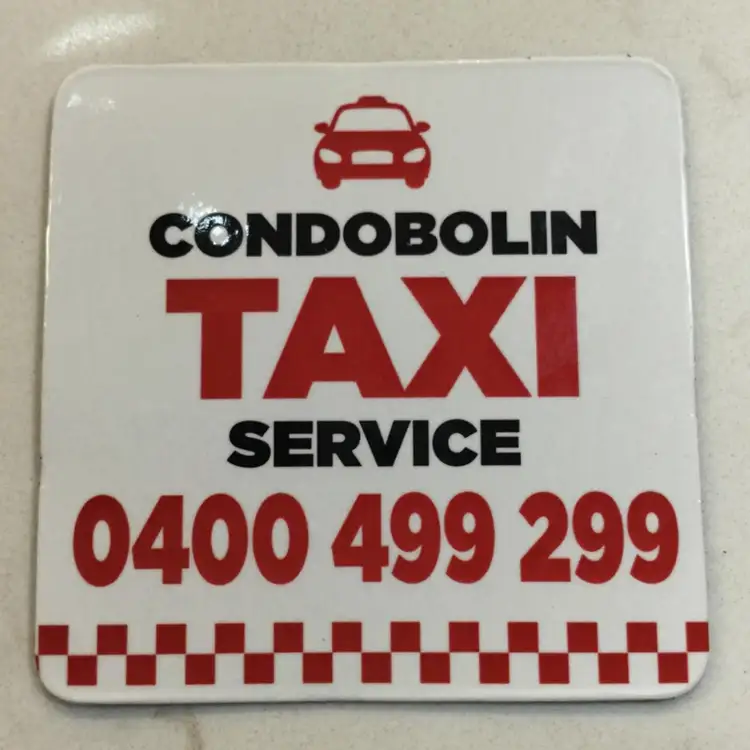 CONDOBOLIN
TAXI
SERVICE
0400 499 299